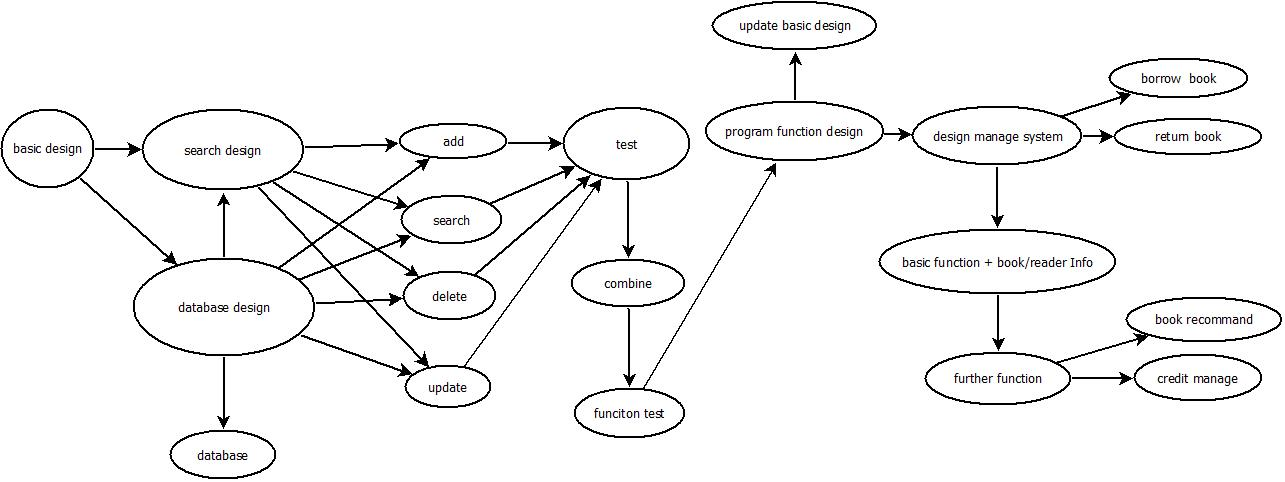 update basic design
borrow book
basic design
search design
add
test
program function design
design manage system
return book
search
basic function + book/reader Info
database design
delete
combine
book recommand
update
funciton test
further function
credit manage
database